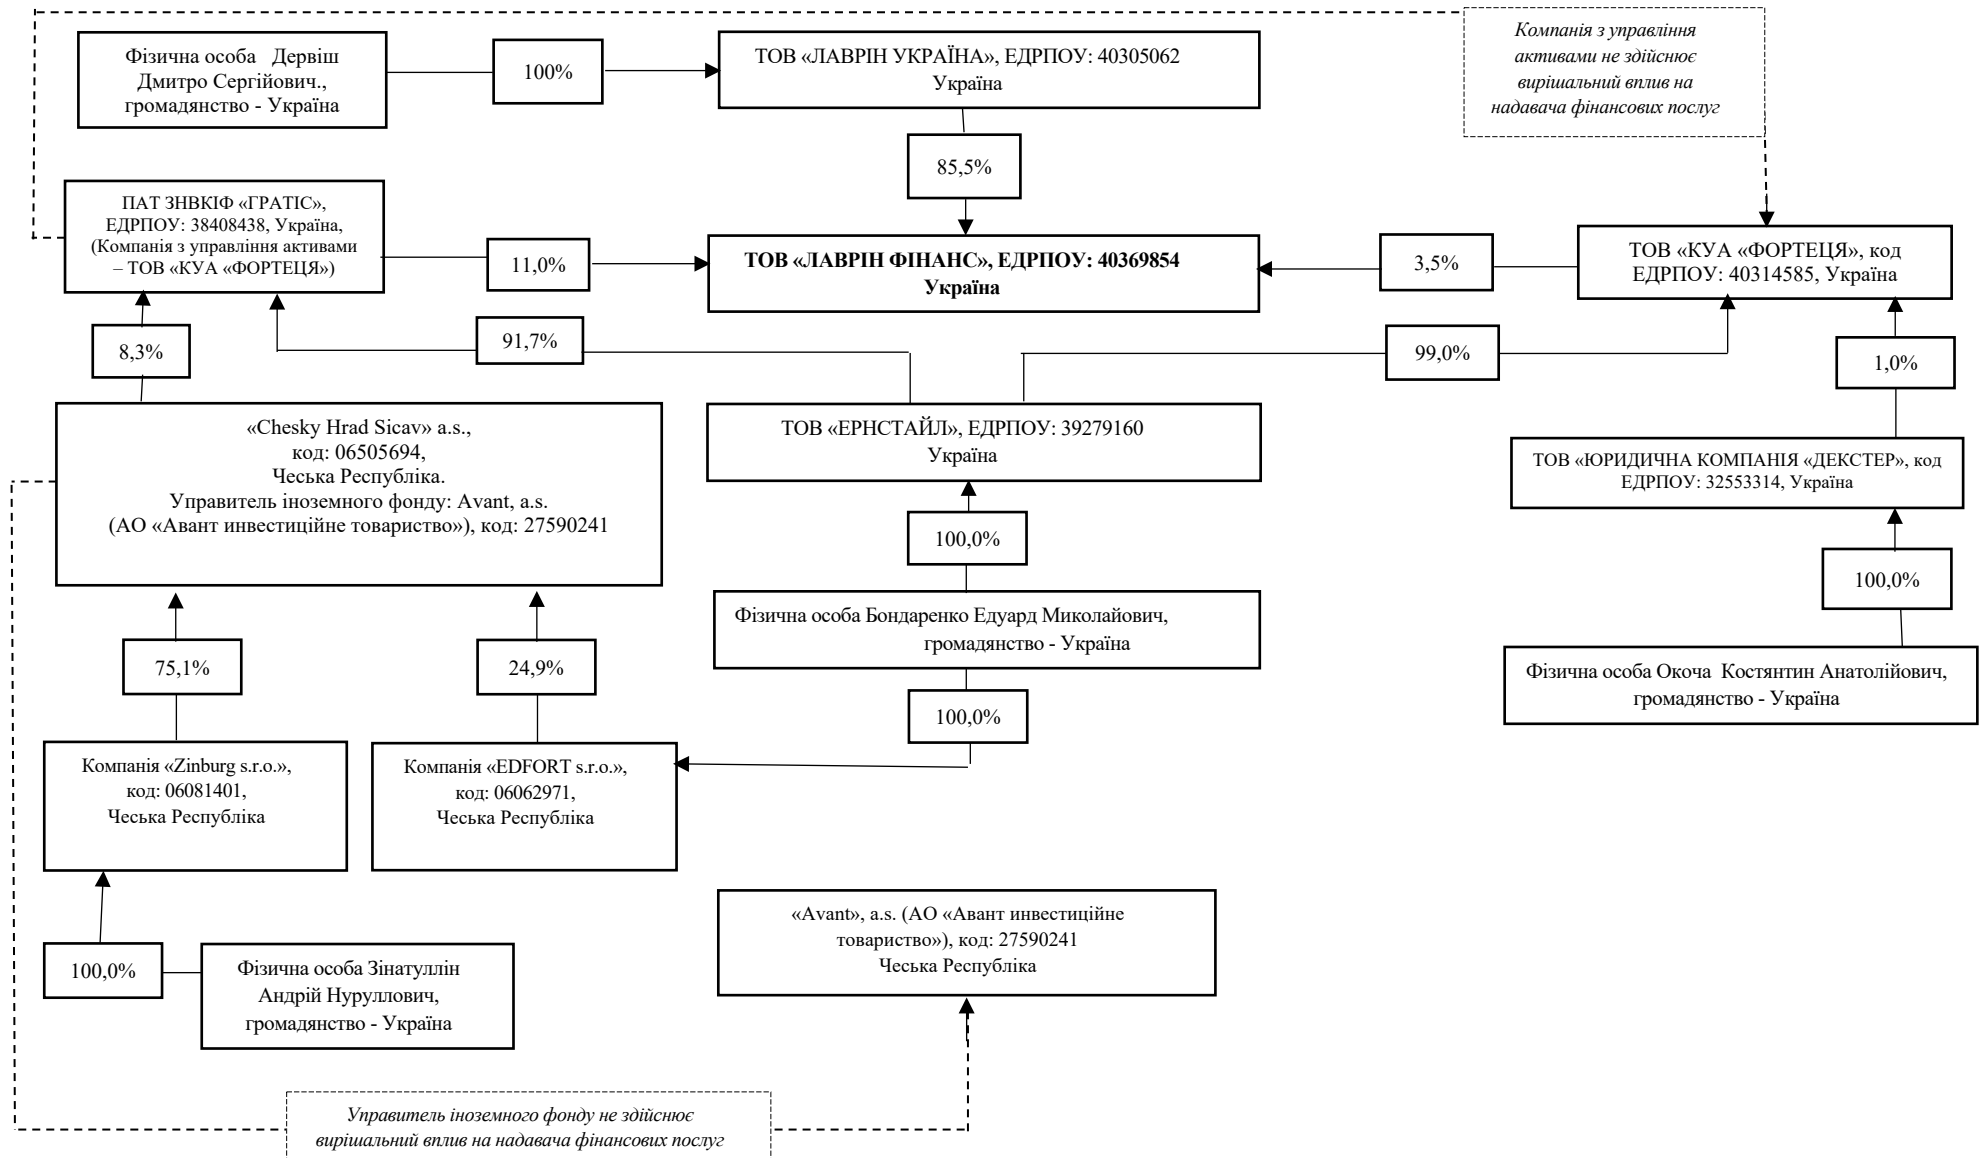 Фізична особа Дервіш
Дмитро Сергійович.,
громадянство - Україна
100%
ТОВ «ЛАВРІН УКРАЇНА», ЕДРПОУ: 40305062
Україна
Компанія з управління
активами не здійснює
вирішальний вплив на
надавача фінансових послуг
85,5%
ПАТ ЗНВКІФ «ГРАТІС»,
ЕДРПОУ: 38408438, Україна,
(Компанія з управління активами
– ТОВ «КУА «ФОРТЕЦЯ»)
11,0%
ТОВ «ЛАВРІН ФІНАНС», ЕДРПОУ: 40369854
Україна
3,5%
ТОВ «КУА «ФОРТЕЦЯ», код
ЕДРПОУ: 40314585, Україна
8,3%
91,7%
99,0%
1,0%
«Chesky Hrad Sicav» a.s.,
код: 06505694,
Чеська Республіка.
Управитель іноземного фонду: Avant, a.s.
(АО «Авант инвестиційне товариство»), код: 27590241
ТОВ «ЕРНСТАЙЛ», ЕДРПОУ: 39279160
Україна
ТОВ «ЮРИДИЧНА КОМПАНІЯ «ДЕКСТЕР», код
ЕДРПОУ: 32553314, Україна
100,0%
100,0%
Фізична особа Бондаренко Едуард Миколайович,
громадянство - Україна
75,1%
24,9%
Фізична особа Окоча Костянтин Анатолійович,
громадянство - Україна
100,0%
Компанія «Zinburg s.r.o.»,
код: 06081401,
Чеська Республіка
Компанія «EDFORT s.r.o.»,
код: 06062971,
Чеська Республіка
«Avant», a.s. (АО «Авант инвестиційне
товариство»), код: 27590241
Чеська Республіка
100,0%
Фізична особа Зінатуллін
Андрій Нуруллович,
громадянство - Україна
Управитель іноземного фонду не здійснює
вирішальний вплив на надавача фінансових послуг